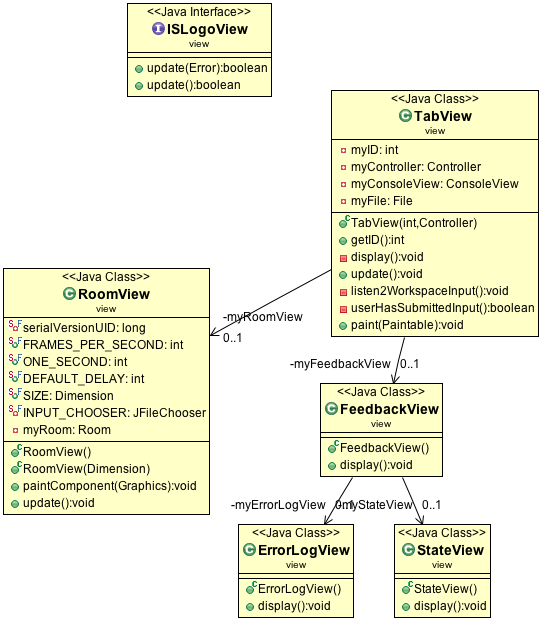 <<Java Interface>>
ISLogoView
view
update(Error):boolean
update():boolean
<<Java Class>>
TabView
view
myID: int
myController: Controller
myConsoleView: ConsoleView
myFile: File
TabView(int,Controller)
getID():int
display():void
update():void
listen2WorkspaceInput():void
userHasSubmittedInput():boolean
paint(Paintable):void
<<Java Class>>
RoomView
view
serialVersionUID: long
FRAMES_PER_SECOND: int
ONE_SECOND: int
DEFAULT_DELAY: int
SIZE: Dimension
INPUT_CHOOSER: JFileChooser
myRoom: Room
RoomView()
RoomView(Dimension)
paintComponent(Graphics):void
update():void
-myRoomView
0..1
-myFeedbackView 0..1
<<Java Class>>
FeedbackView
view
FeedbackView()
display():void
-myErrorLogView 0..1
-myStateView 0..1
<<Java Class>>
ErrorLogView
view
ErrorLogView()
display():void
<<Java Class>>
StateView
view
StateView()
display():void